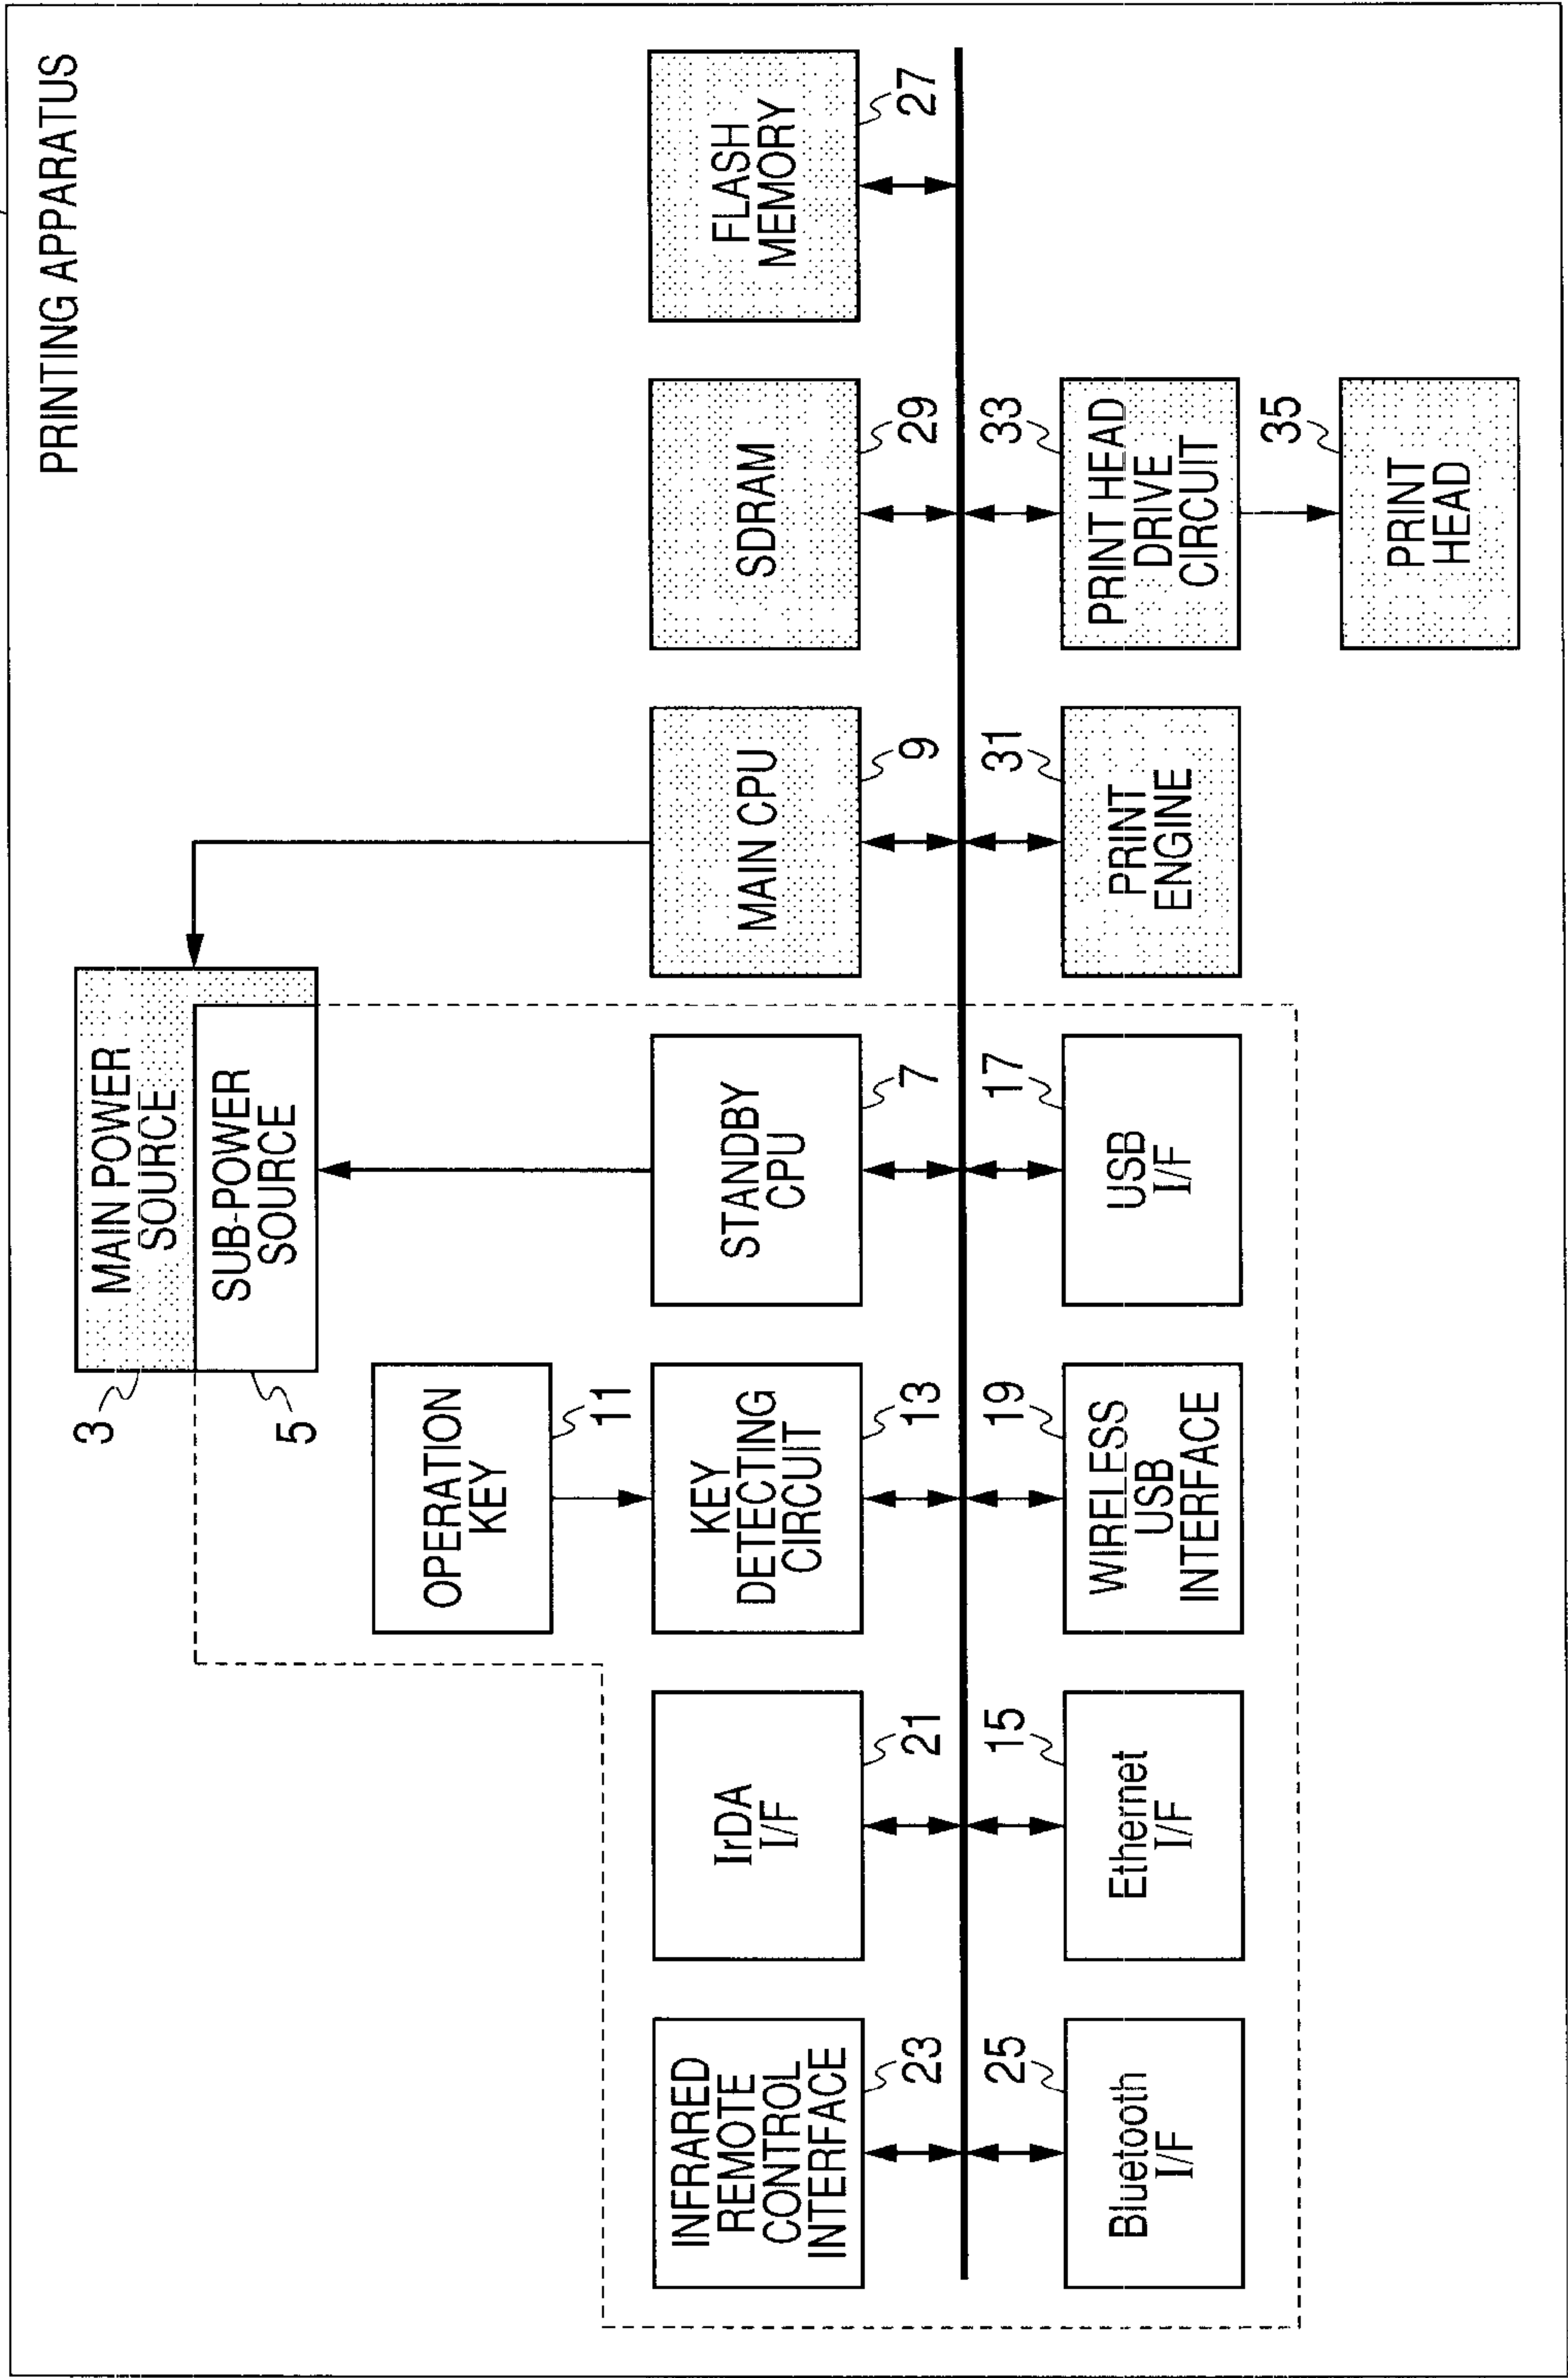 PRINTING APPARATUS
MAIN POWER
SOURCE
3
SUB-POWER
SOURCE
5
OPERATION
KEY
11
INFRARED
REMOTE
CONTROL
INTERFACE
23
IrDA
I/F
21
KEY
DETECTING
CIRCUIT
13
STANDBY
CPU
7
MAIN CPU
9
SDRAM
29
FLASH
MEMORY
27
25
Bluetooth
I/F
15
Ethernet
I/F
19
WIRELESS
USB
INTERFACE
17
USB
I/F
31
PRINT
ENGINE
33
PRINT HEAD
DRIVE
CIRCUIT
35
PRINT
HEAD